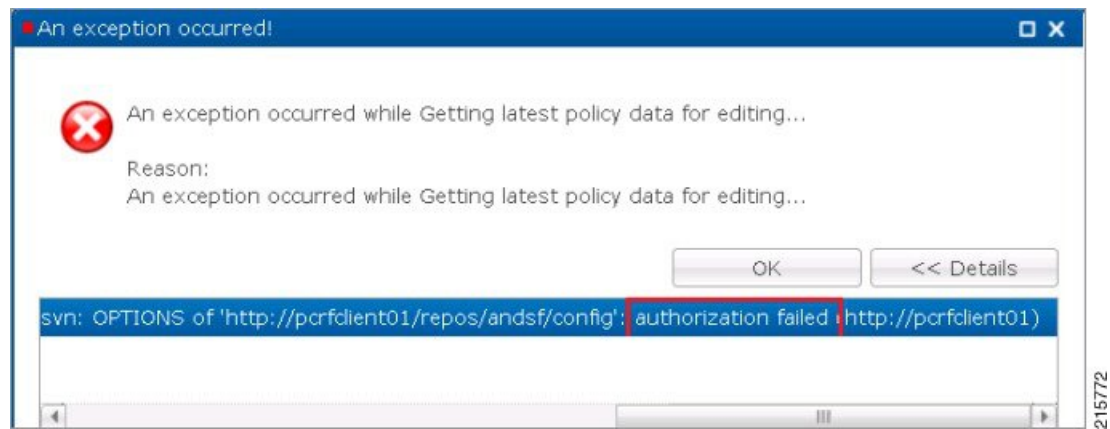 An exception occurred!
An exception occurred while Getting latest policy data for editing...
Reason:
An exception occurred while Getting latest policy data for editing...
OK
<< Details
svn: OPTIONS of 'http://pcrfclient01/repos/andsf/config': authorization failed (http://pcrfclient01)
215772